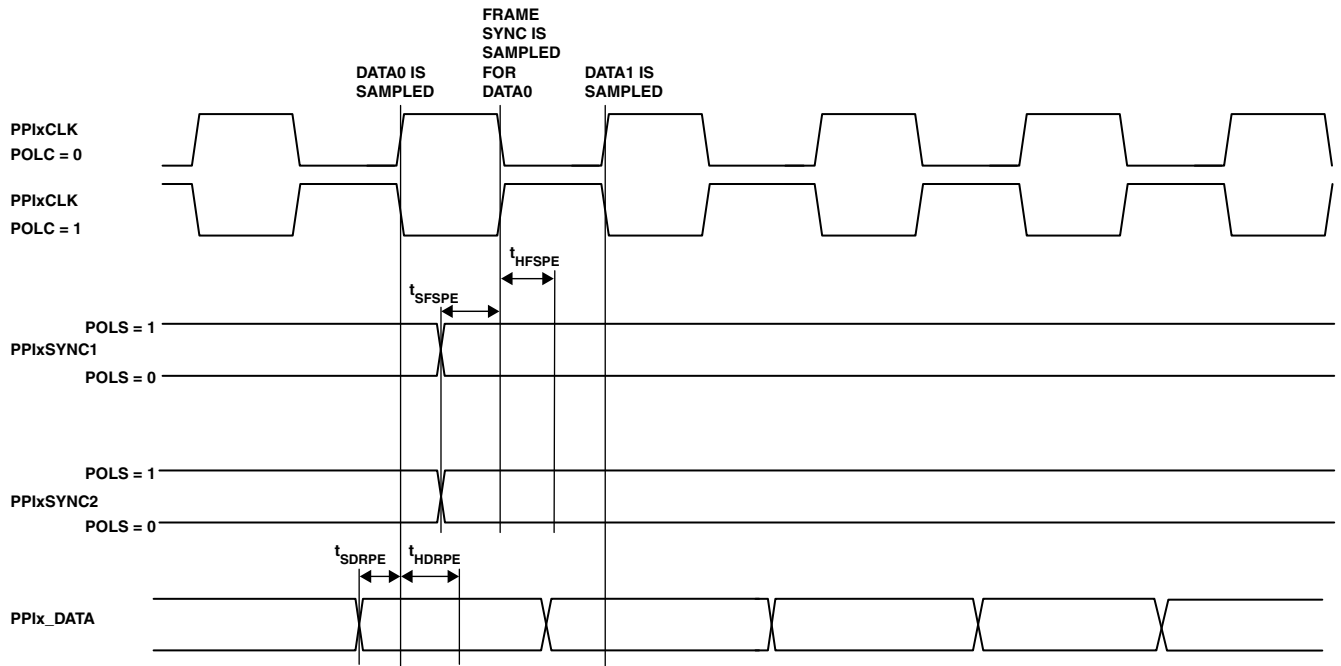 FRAME
SYNC IS
SAMPLED
FOR
DATA0
DATA0 IS
SAMPLED
DATA1 IS
SAMPLED
PPIxCLK
POLC = 0
PPIxCLK
POLC = 1
tHFSPE
tSFSPE
POLS = 1
PPIxSYNC1
POLS = 0
POLS = 1
PPIxSYNC2
POLS = 0
tSDRPE
tHDRPE
PPIx_DATA